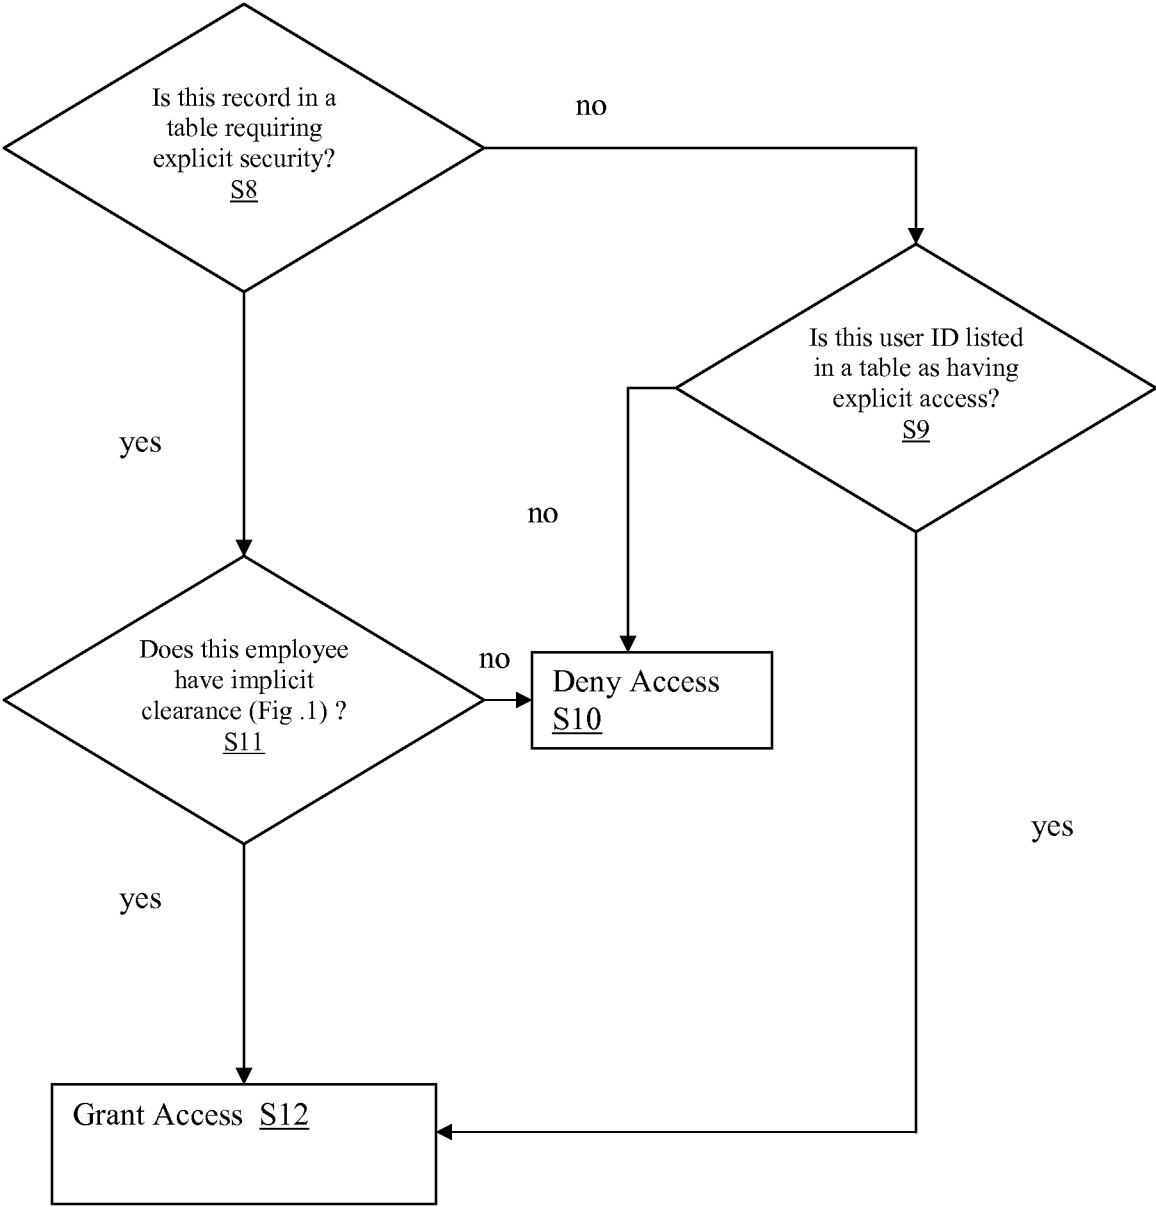 Is this record in a
table requiring
explicit security?
S8
no
Is this user ID listed
in a table as having
explicit access?
S9
yes
no
Does this employee
have implicit
clearance (Fig .1) ?
S11
no
Deny Access
S10
yes
yes
Grant Access  S12